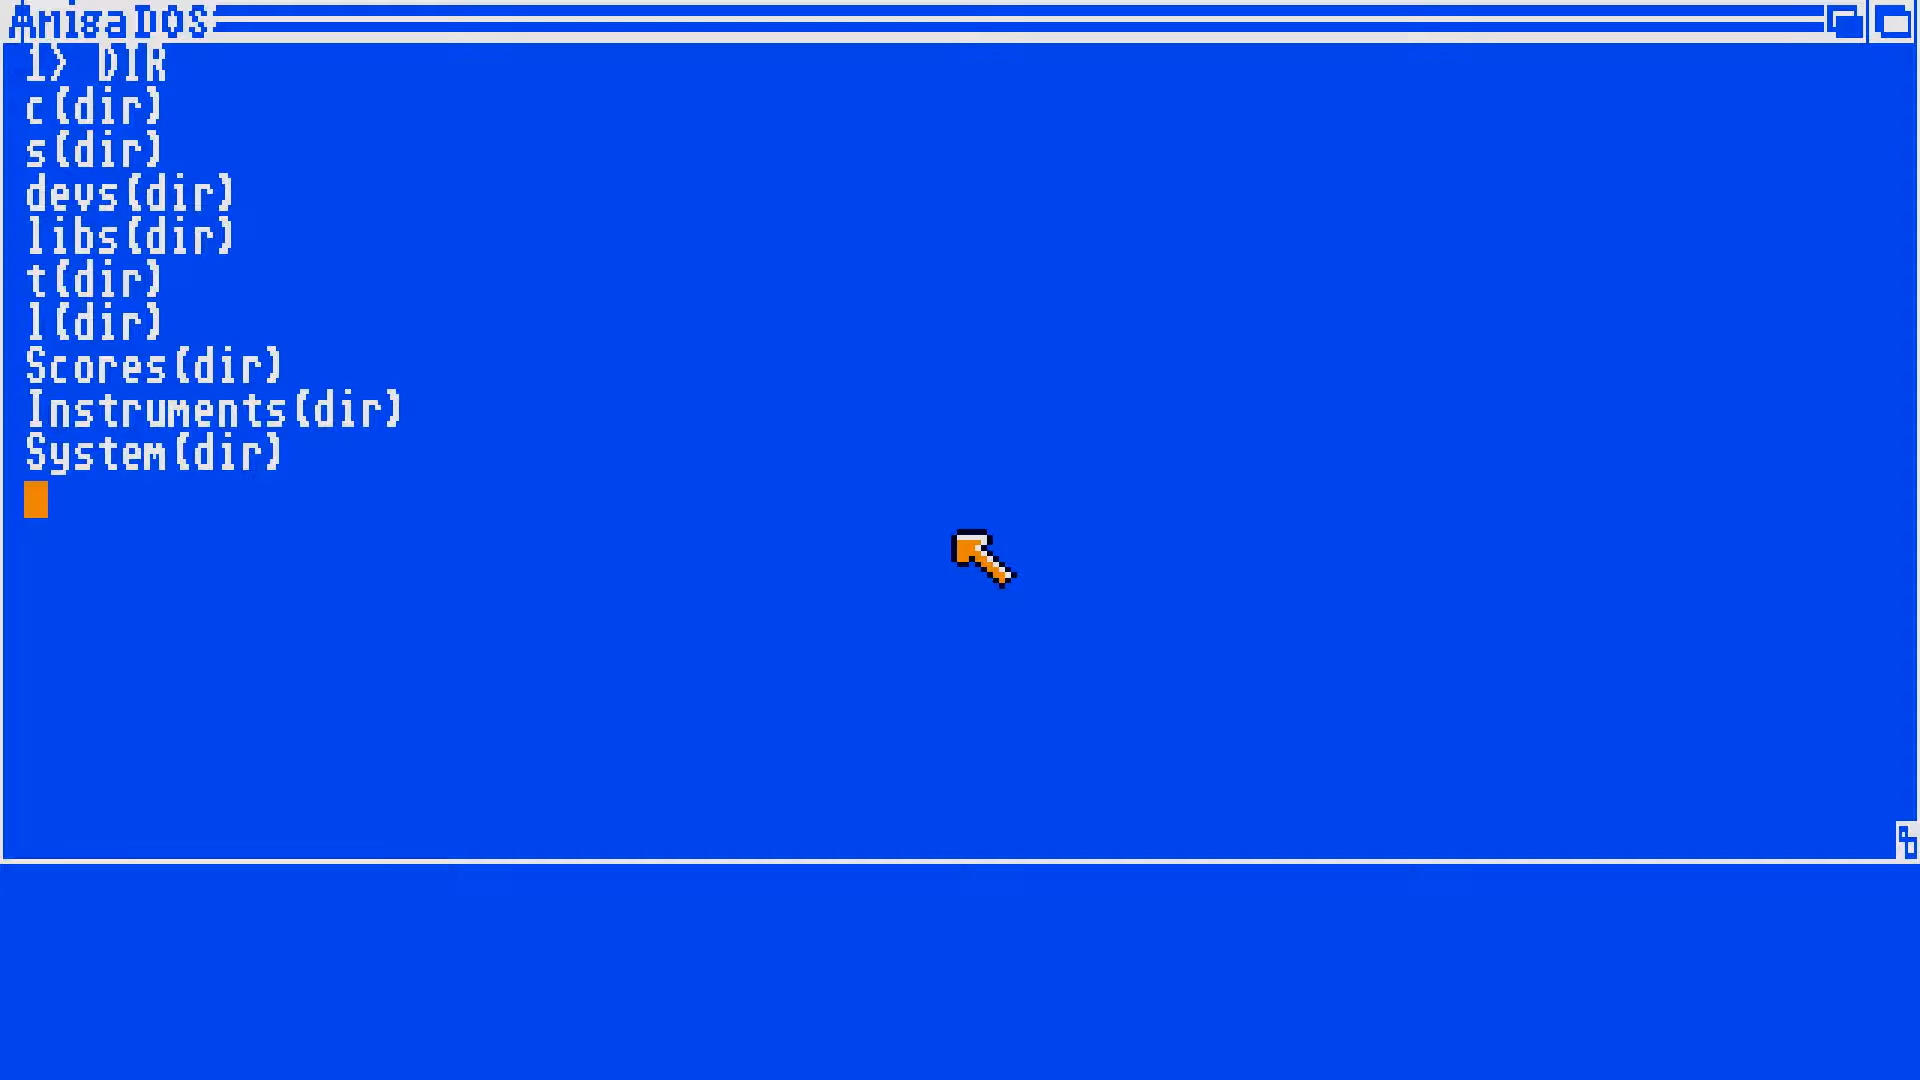 AmigaDOS
1> DIR
c(dir)
s(dir)
devs(dir)
libs(dir)
t(dir)
l(dir)
Scores(dir)
Instruments(dir)
System(dir)